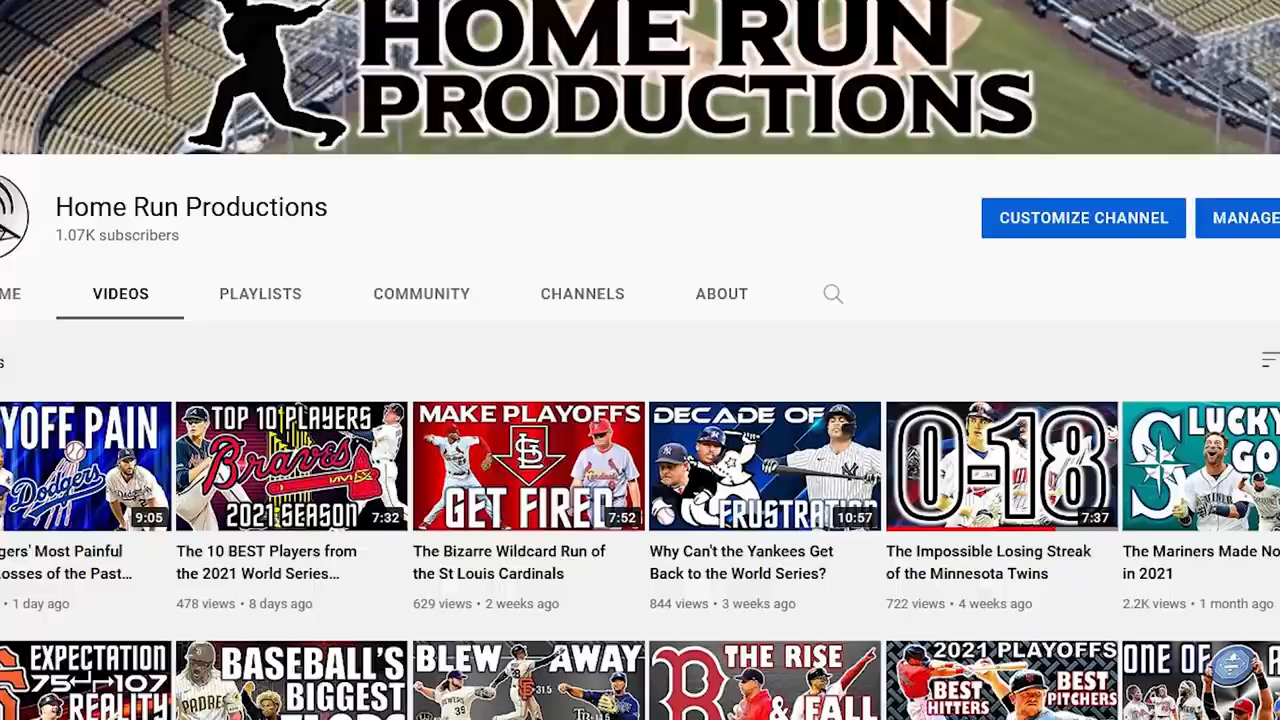 HOME RUN
PRODUCTIONS
Home Run Productions
1.07K subscribers
CUSTOMIZE CHANNEL
MANAGE
ME
VIDEOS
PLAYLISTS
COMMUNITY
CHANNELS
ABOUT
s
YOFF PAIN
Dodgers
9:05
TOP 10 PLAYERS
Braves
2021 SEASON
7:32
MAKE PLAYOFFS
GET FIRED
7:52
DECADE OF
FRUSTRATI
10:57
0-18
7:37
S
LUCKY
GO
gers' Most Painful
osses of the Past...
• 1 day ago
The 10 BEST Players from
the 2021 World Series...
478 views • 8 days ago
The Bizarre Wildcard Run of
the St Louis Cardinals
629 views • 2 weeks ago
Why Can't the Yankees Get
Back to the World Series?
844 views • 3 weeks ago
The Impossible Losing Streak
of the Minnesota Twins
722 views • 4 weeks ago
The Mariners Made No
in 2021
2.2K views • 1 month ago
EXPECTATION
75 107
REALITY
BASEBALL'S
BIGGEST
PADRES
BLEW AWAY
39
315
B
THE RISE
& FALL
2021 PLAYOFFS
BEST
HITTERS
BEST
PITCHERS
ONE OF